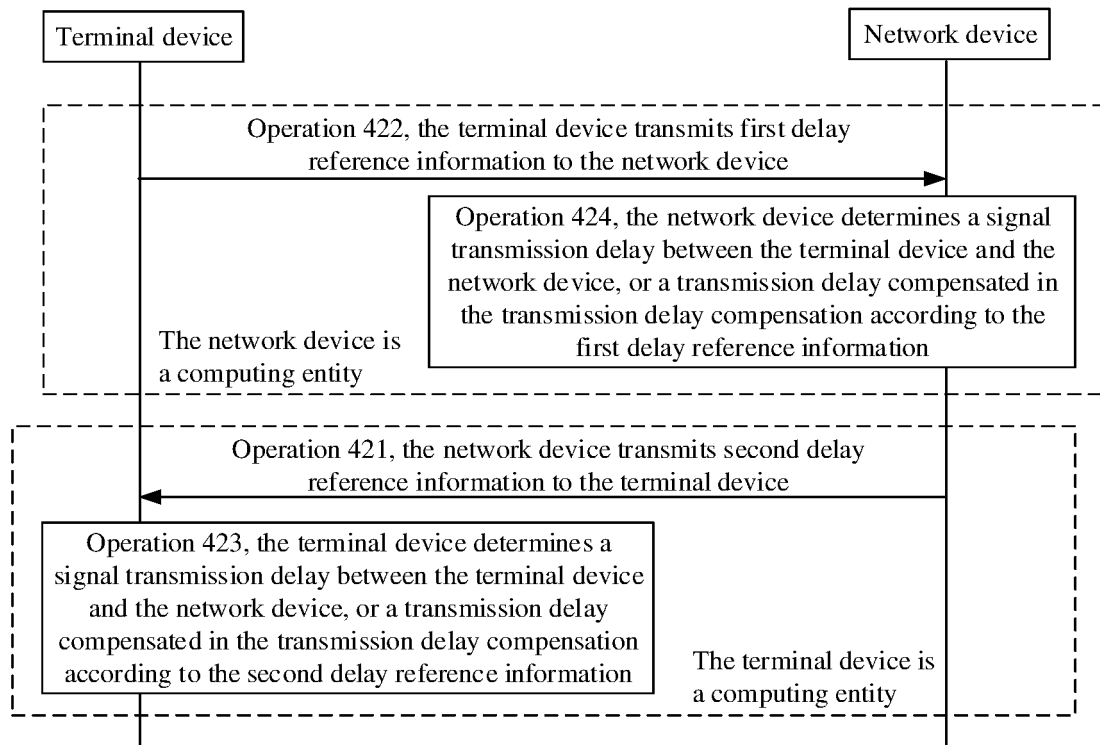 Terminal device
Network device
Operation 422, the terminal device transmits first delay
reference information to the network device
Operation 424, the network device determines a signal
transmission delay between the terminal device and the
network device, or a transmission delay compensated in
the transmission delay compensation according to the
first delay reference information
The network device is
a computing entity
Operation 421, the network device transmits second delay
reference information to the terminal device
Operation 423, the terminal device determines a
signal transmission delay between the terminal device
and the network device, or a transmission delay
compensated in the transmission delay compensation
according to the second delay reference information
The terminal device is
a computing entity